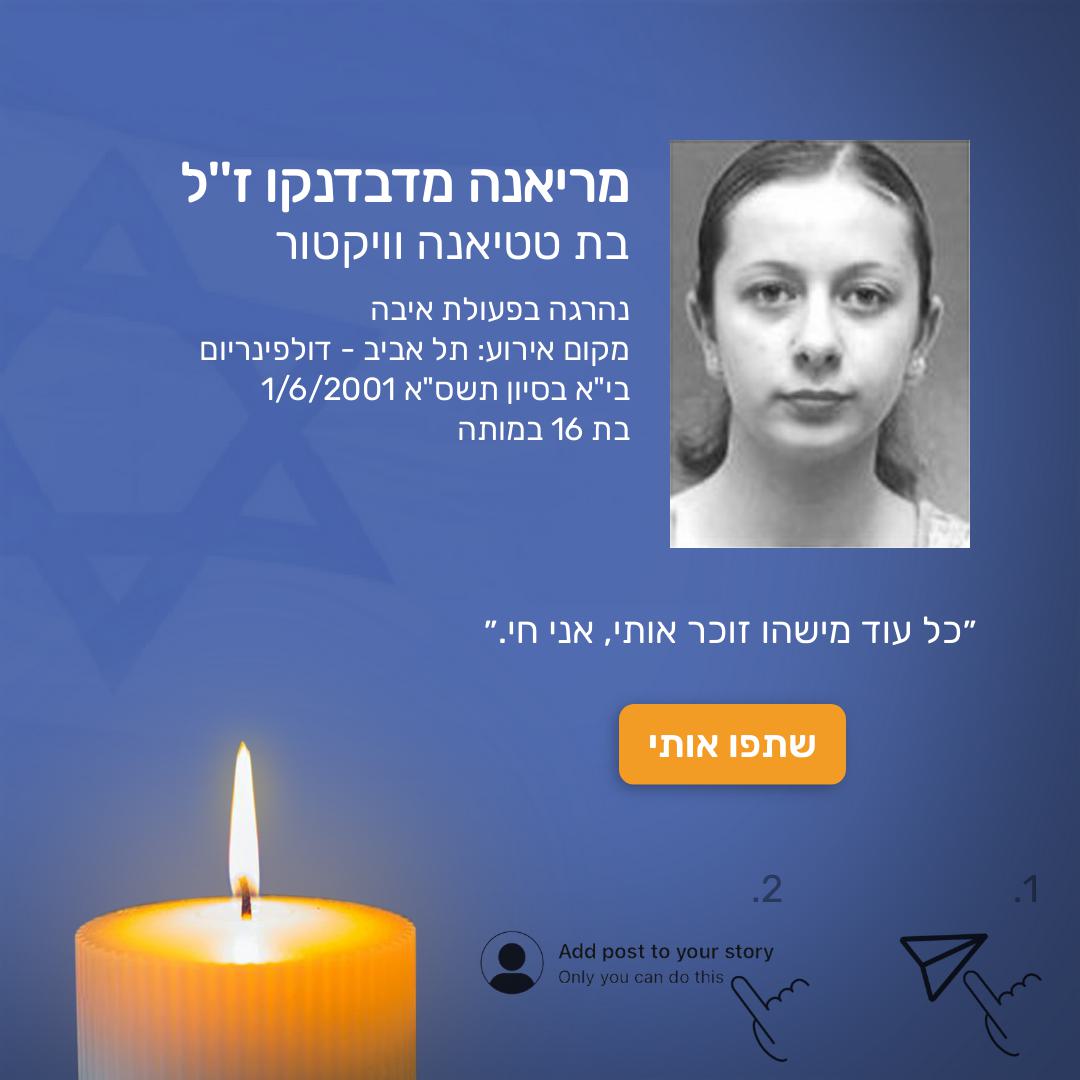 מריאנה מדבדנקו ז"ל
בת טטיאנה וויקטור
נהרגה בפעולת איבה
מקום אירוע: תל אביב - דולפינריום
בי"א בסיון תשס"א 1/6/2001
בת 16 במותה
״כל עוד מישהו זוכר אותי, אני חי.״
שתפו אותי
1.
2.
Add post to your story
Only you can do this